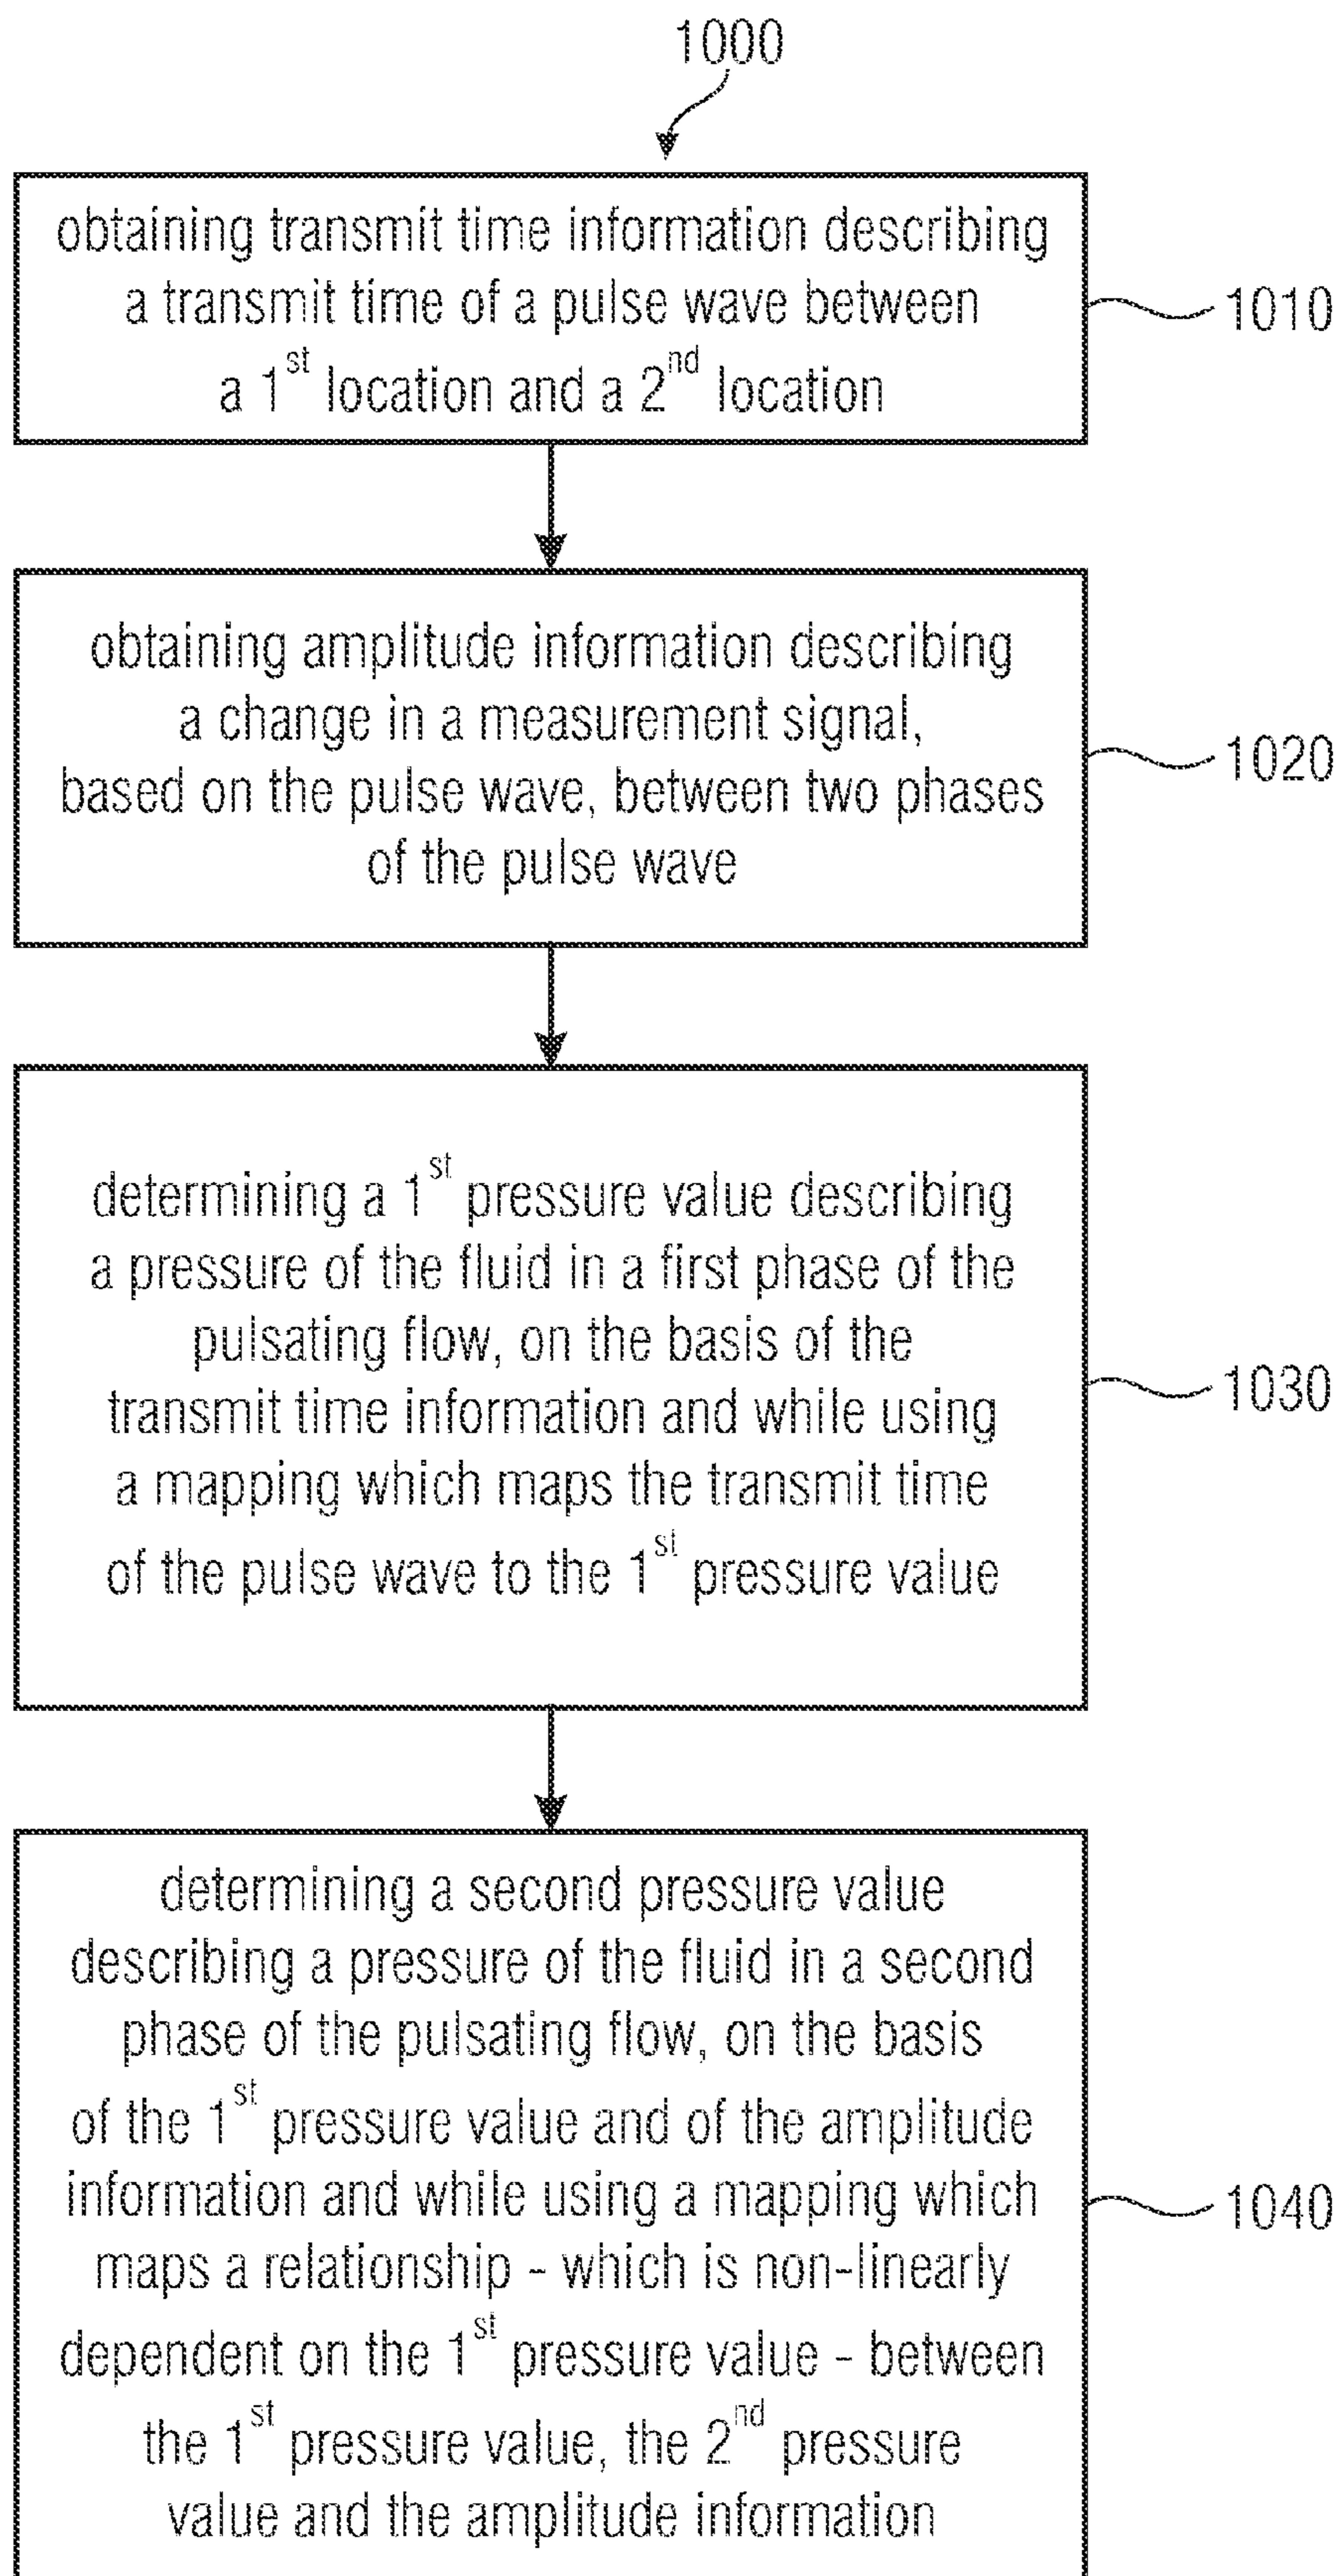 1000
obtaining transmit time information describing
a transmit time of a pulse wave between
a 1st location and a 2nd location
1010
obtaining amplitude information describing
a change in a measurement signal,
based on the pulse wave, between two phases
of the pulse wave
1020
determining a 1st pressure value describing
a pressure of the fluid in a first phase of the
pulsating flow, on the basis of the
transmit time information and while using
a mapping which maps the transmit time
of the pulse wave to the 1st pressure value
1030
determining a second pressure value
describing a pressure of the fluid in a second
phase of the pulsating flow, on the basis
of the 1st pressure value and of the amplitude
information and while using a mapping which
maps a relationship - which is non-linearly
dependent on the 1st pressure value - between
the 1st pressure value, the 2nd pressure
value and the amplitude information
1040